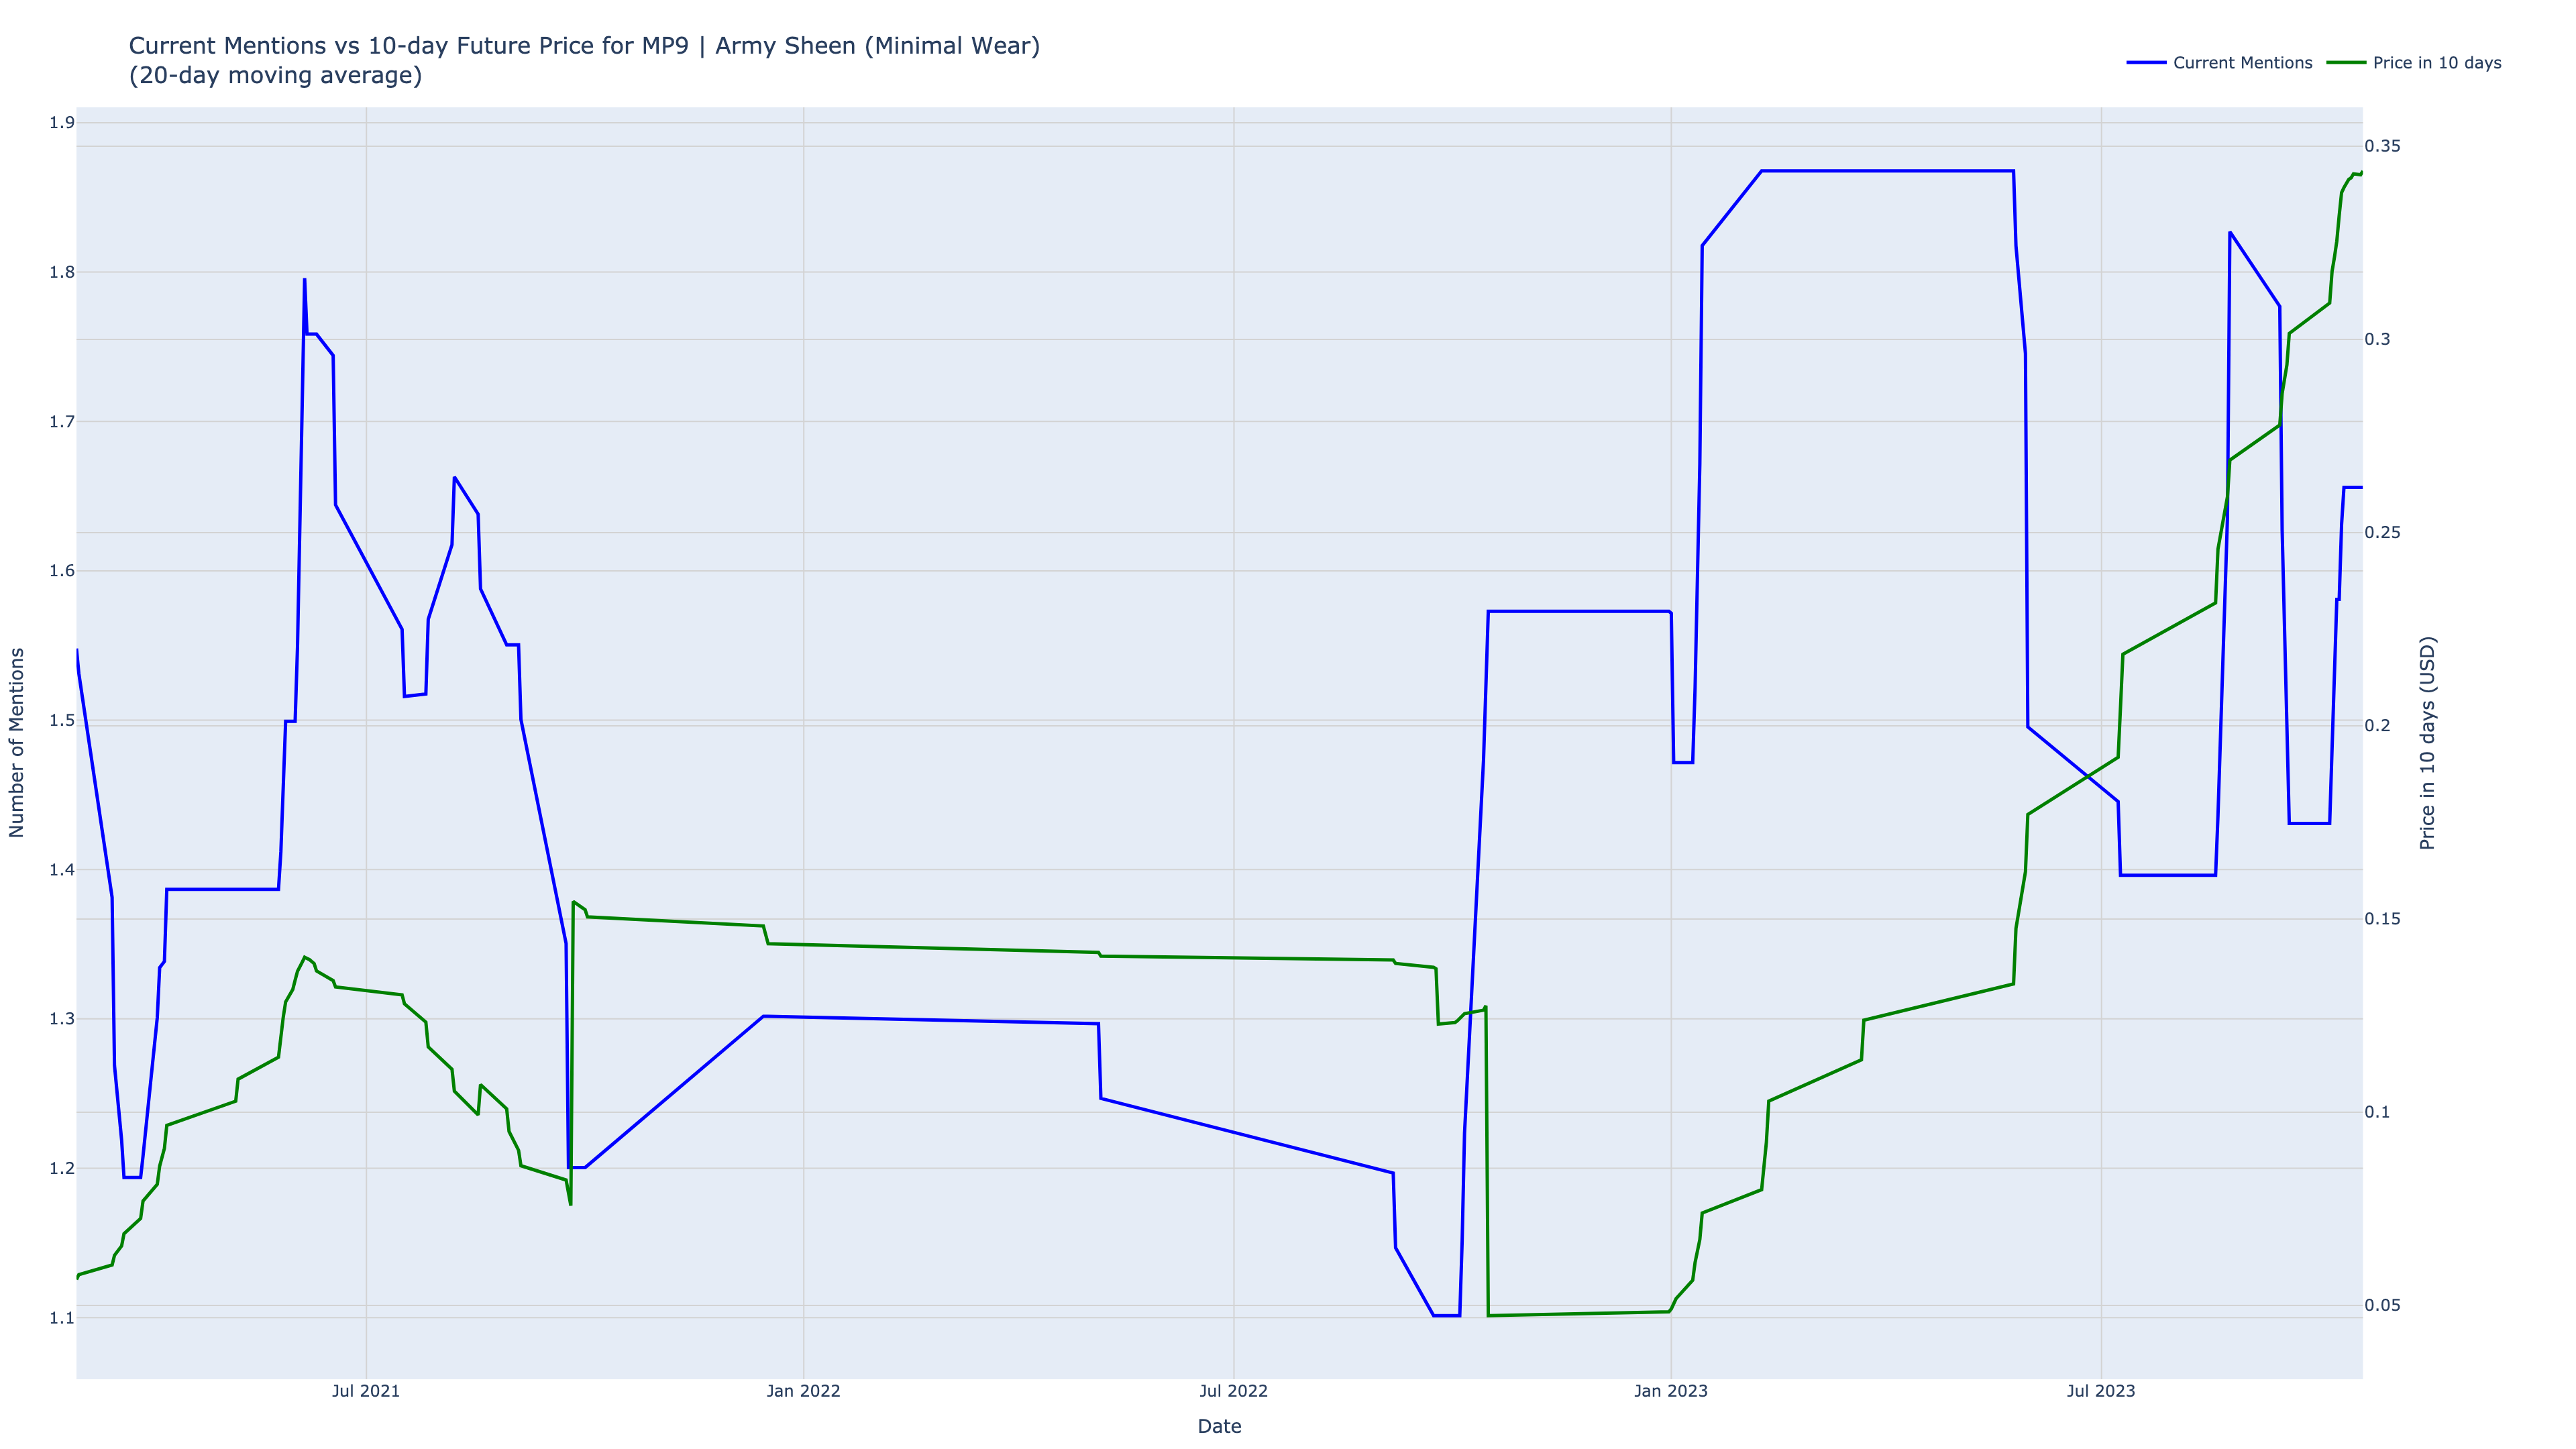 Current Mentions vs 10-day Future Price for MP9 | Army Sheen (Minimal Wear)
(20-day moving average)
Current Mentions
Price in 10 days
1.9
1.8
1.7
1.6
1.5
1.4
1.3
1.2
1.1
Number of Mentions
0.35
0.3
0.25
0.2
0.15
0.1
0.05
Price in 10 days (USD)
Jul 2021
Jan 2022
Jul 2022
Jan 2023
Jul 2023
Date